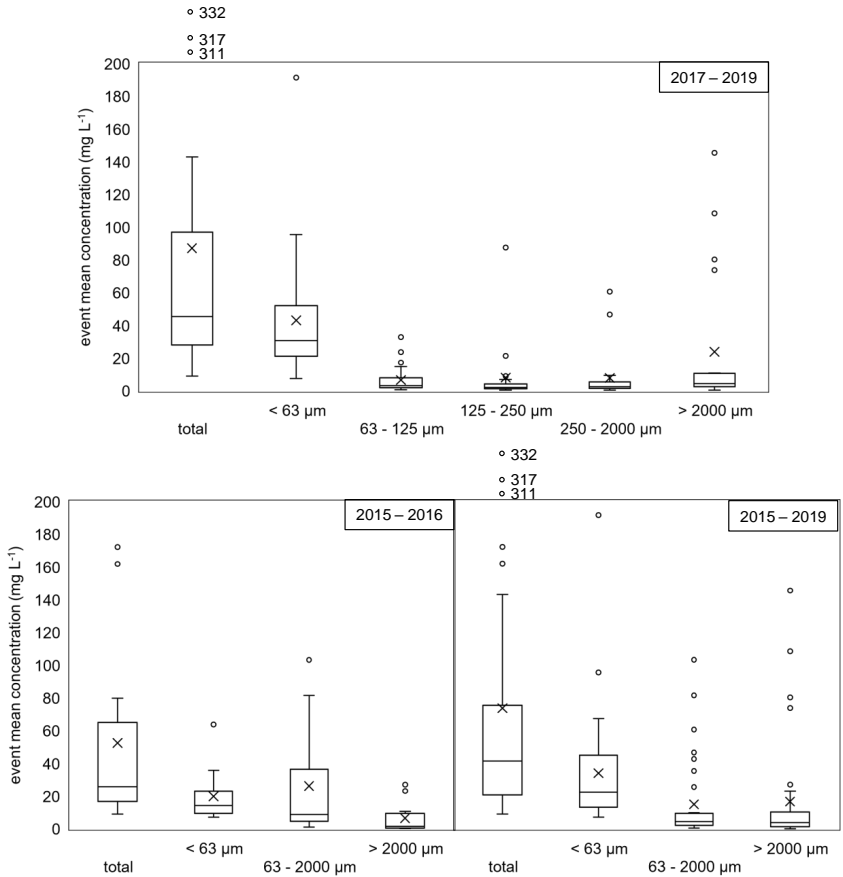 332
317
311
2017 – 2019
event mean concentration (mg L-1)
200
180
160
140
120
100
80
60
40
20
0
< 63 µm
125 - 250 µm
> 2000 µm
total
63 - 125 µm
250 - 2000 µm
332
317
311
2015 – 2016
2015 – 2019
event mean concentration (mg L-1)
200
180
160
140
120
100
80
60
40
20
0
< 63 µm
> 2000 µm
< 63 µm
> 2000 µm
total
63 - 2000 µm
total
63 - 2000 µm